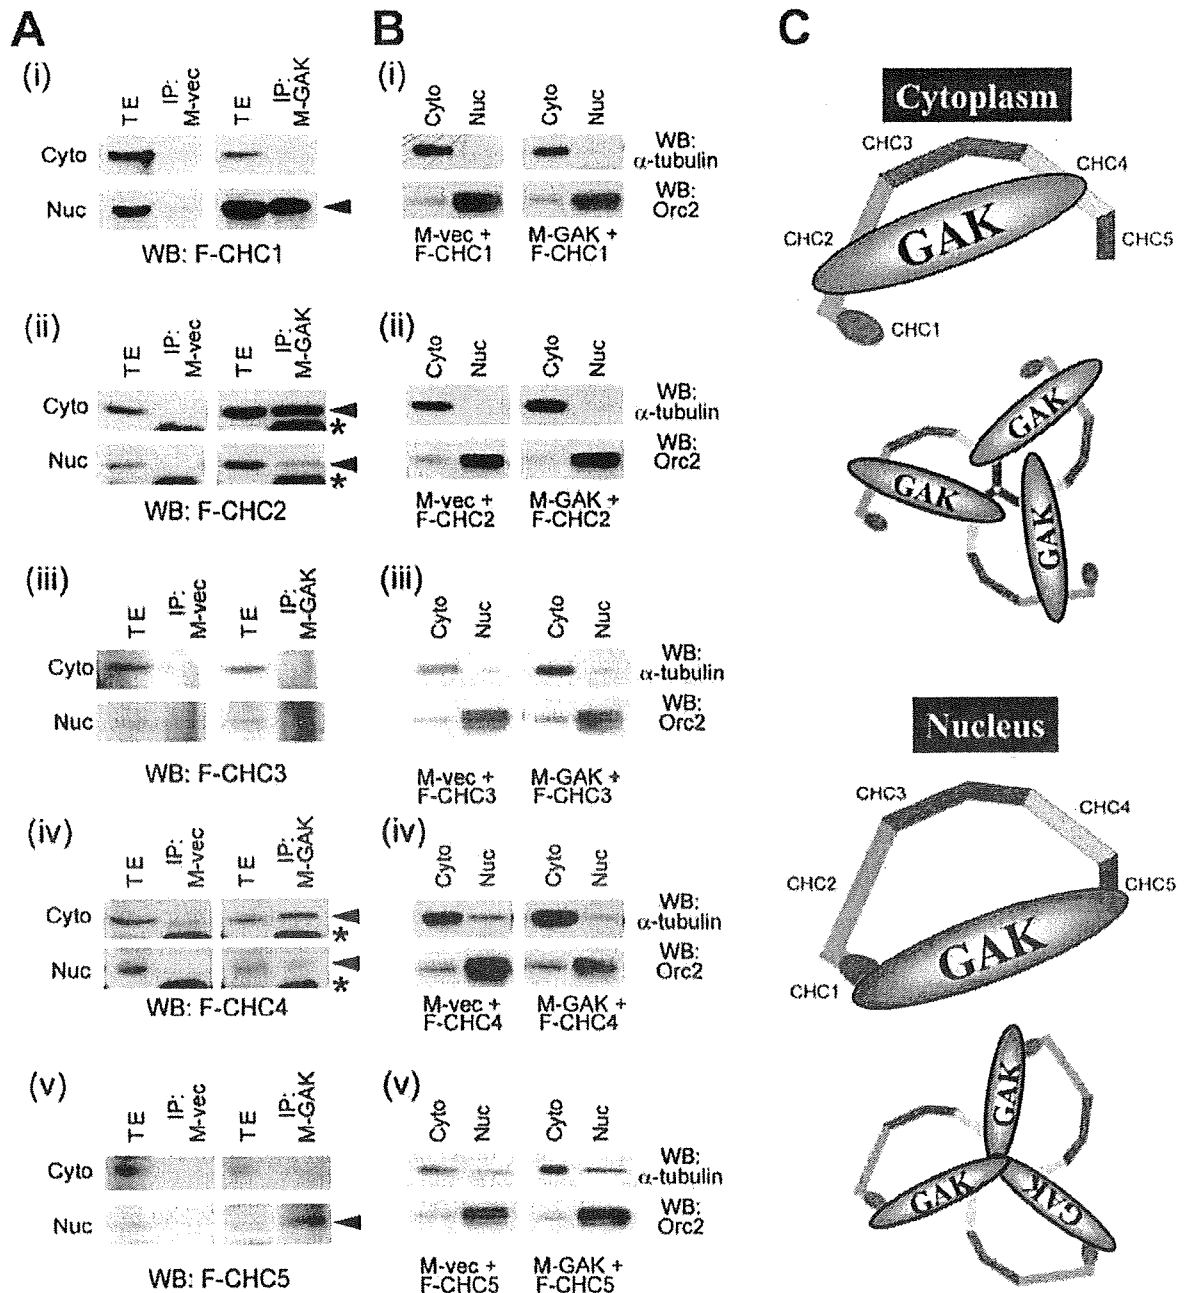 A
(i)
TE
IP:
M-vec
TE
IP:
M-GAK
Cyto
Nuc
WB: F-CHC1
(ii)
TE
IP:
M-vec
TE
IP:
M-GAK
Cyto
*
Nuc
*
WB: F-CHC2
(iii)
TE
IP:
M-vec
TE
IP:
M-GAK
Cyto
Nuc
WB: F-CHC3
(iv)
TE
IP:
M-vec
TE
IP:
M-GAK
Cyto
*
Nuc
*
WB: F-CHC4
(v)
TE
IP:
M-vec
TE
IP:
M-GAK
Cyto
Nuc
WB: F-CHC5
B
(i)
Cyto
Nuc
Cyto
Nuc
WB:
α-tubulin
WB:
Orc2
M-vec +
F-CHC1
M-GAK +
F-CHC1
(ii)
Cyto
Nuc
Cyto
Nuc
WB:
α-tubulin
WB:
Orc2
M-vec +
F-CHC2
M-GAK +
F-CHC2
(iii)
Cyto
Nuc
Cyto
Nuc
WB:
α-tubulin
WB:
Orc2
M-vec +
F-CHC3
M-GAK +
F-CHC3
(iv)
Cyto
Nuc
Cyto
Nuc
WB:
α-tubulin
WB:
Orc2
M-vec +
F-CHC4
M-GAK +
F-CHC4
(v)
Cyto
Nuc
Cyto
Nuc
WB:
α-tubulin
WB:
Orc2
M-vec +
F-CHC5
M-GAK +
F-CHC5
C
Cytoplasm
CHC3
CHC4
GAK
CHC2
CHC5
CHC1
GAK
GAK
GAK
Nucleus
CHC3
CHC4
CHC2
CHC5
GAK
CHC1
GAK
GAK
GAK